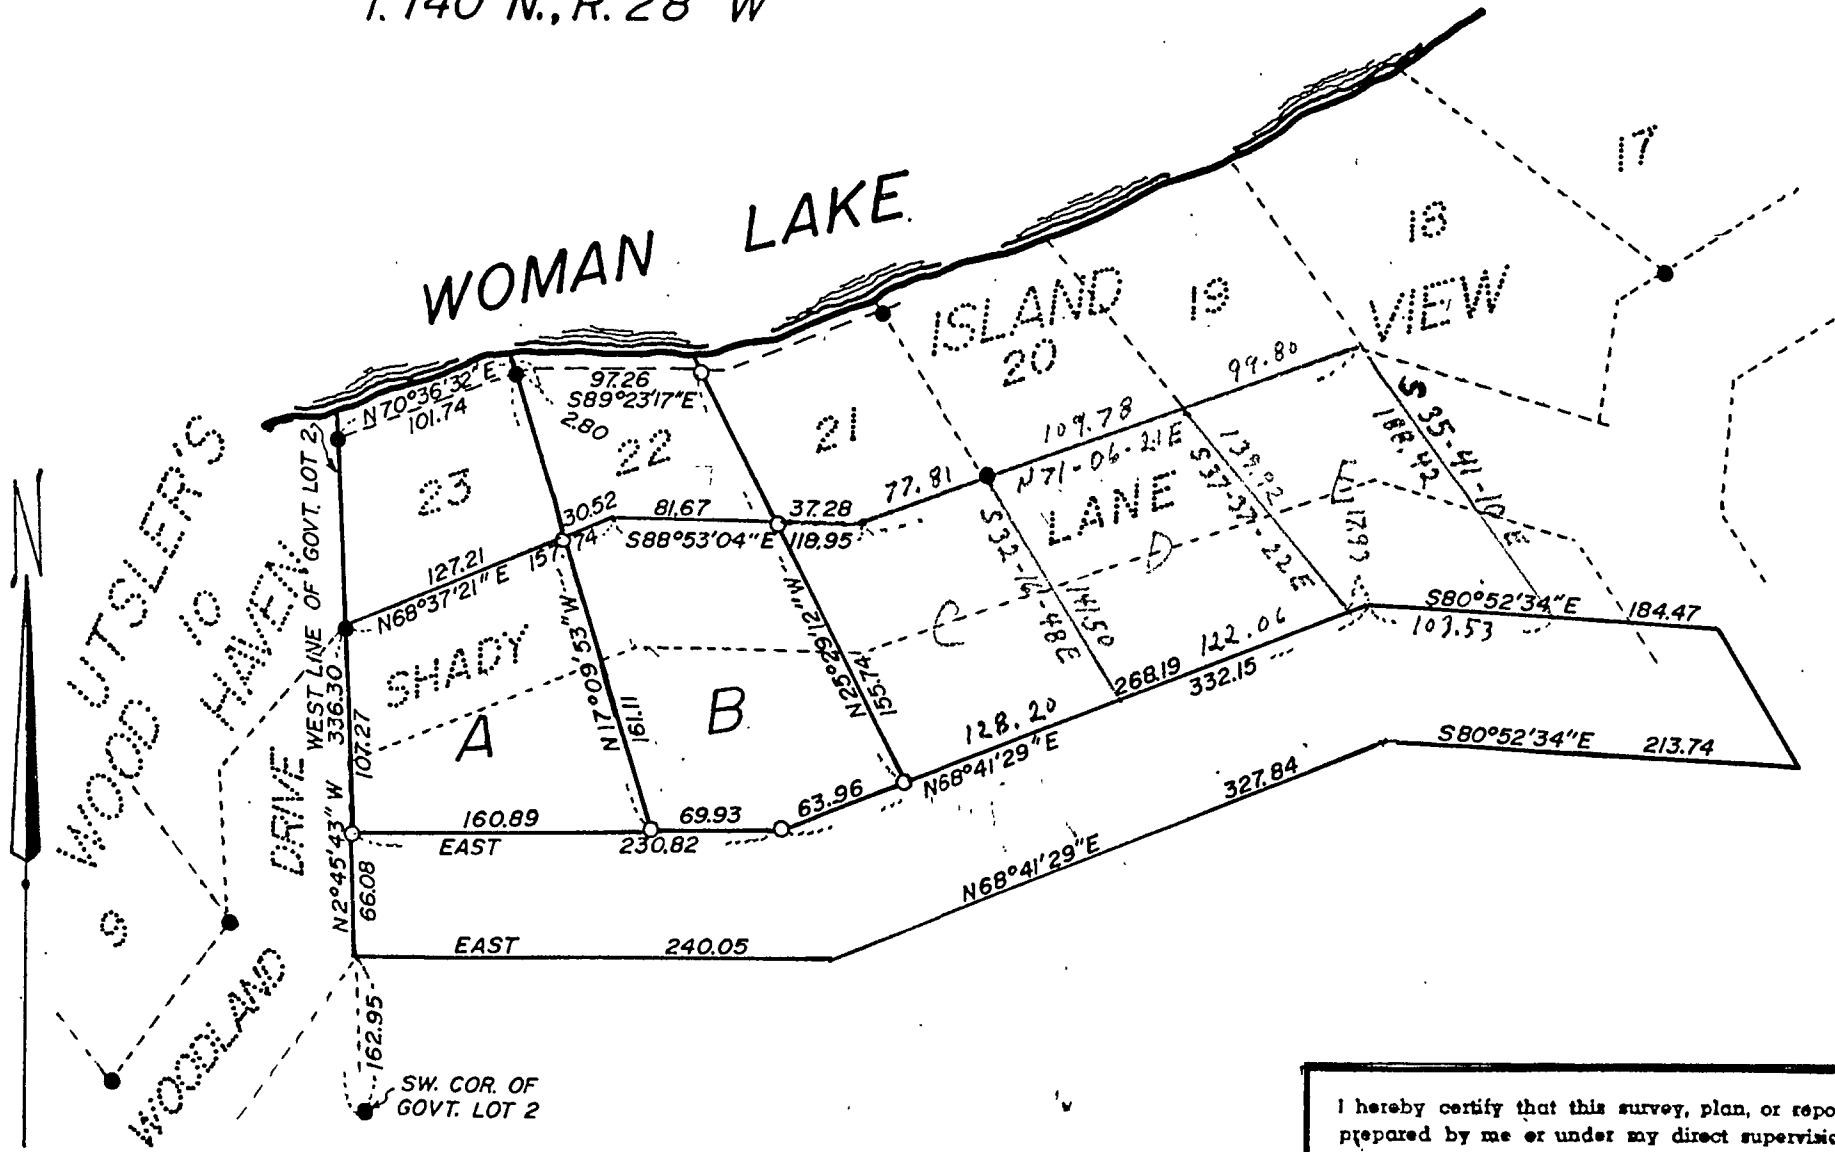 T. 140 N., R. 28 W
WOMAN LAKE
ISLAND
VIEW
17
18
19
20
21
22
23
N70°36'32"E
101.74
97.26
S89°23'17"E
2.80
99.80
109.78
N71-06-21E
77.81
37.28
81.67
30.52
S88°53'04"E 118.95
127.21
157.74
N68°37'21"E
SHADY
LANE
S 35-41-10 E
188.42
139.92
S37-37-22E
S32-16-48E
141.50
17.93
A
B
C
D
E
N17°09'53"W
161.11
N25°29'12"W
155.74
WEST LINE OF GOVT. LOT 2
336.30
107.27
N2°45'43"W
66.08
S80°52'34"E 184.47
103.53
122.06
268.19
332.15
128.20
N68°41'29"E
63.96
69.93
160.89
EAST 230.82
S80°52'34"E 213.74
327.84
N68°41'29"E
EAST 240.05
162.95
SW. COR. OF
GOVT. LOT 2
UTSLER'S
10
WOOD HAVEN
9
WOODLAND
DRIVE
N
I hereby certify that this survey, plan, or repo
prepared by me or under my direct supervisio